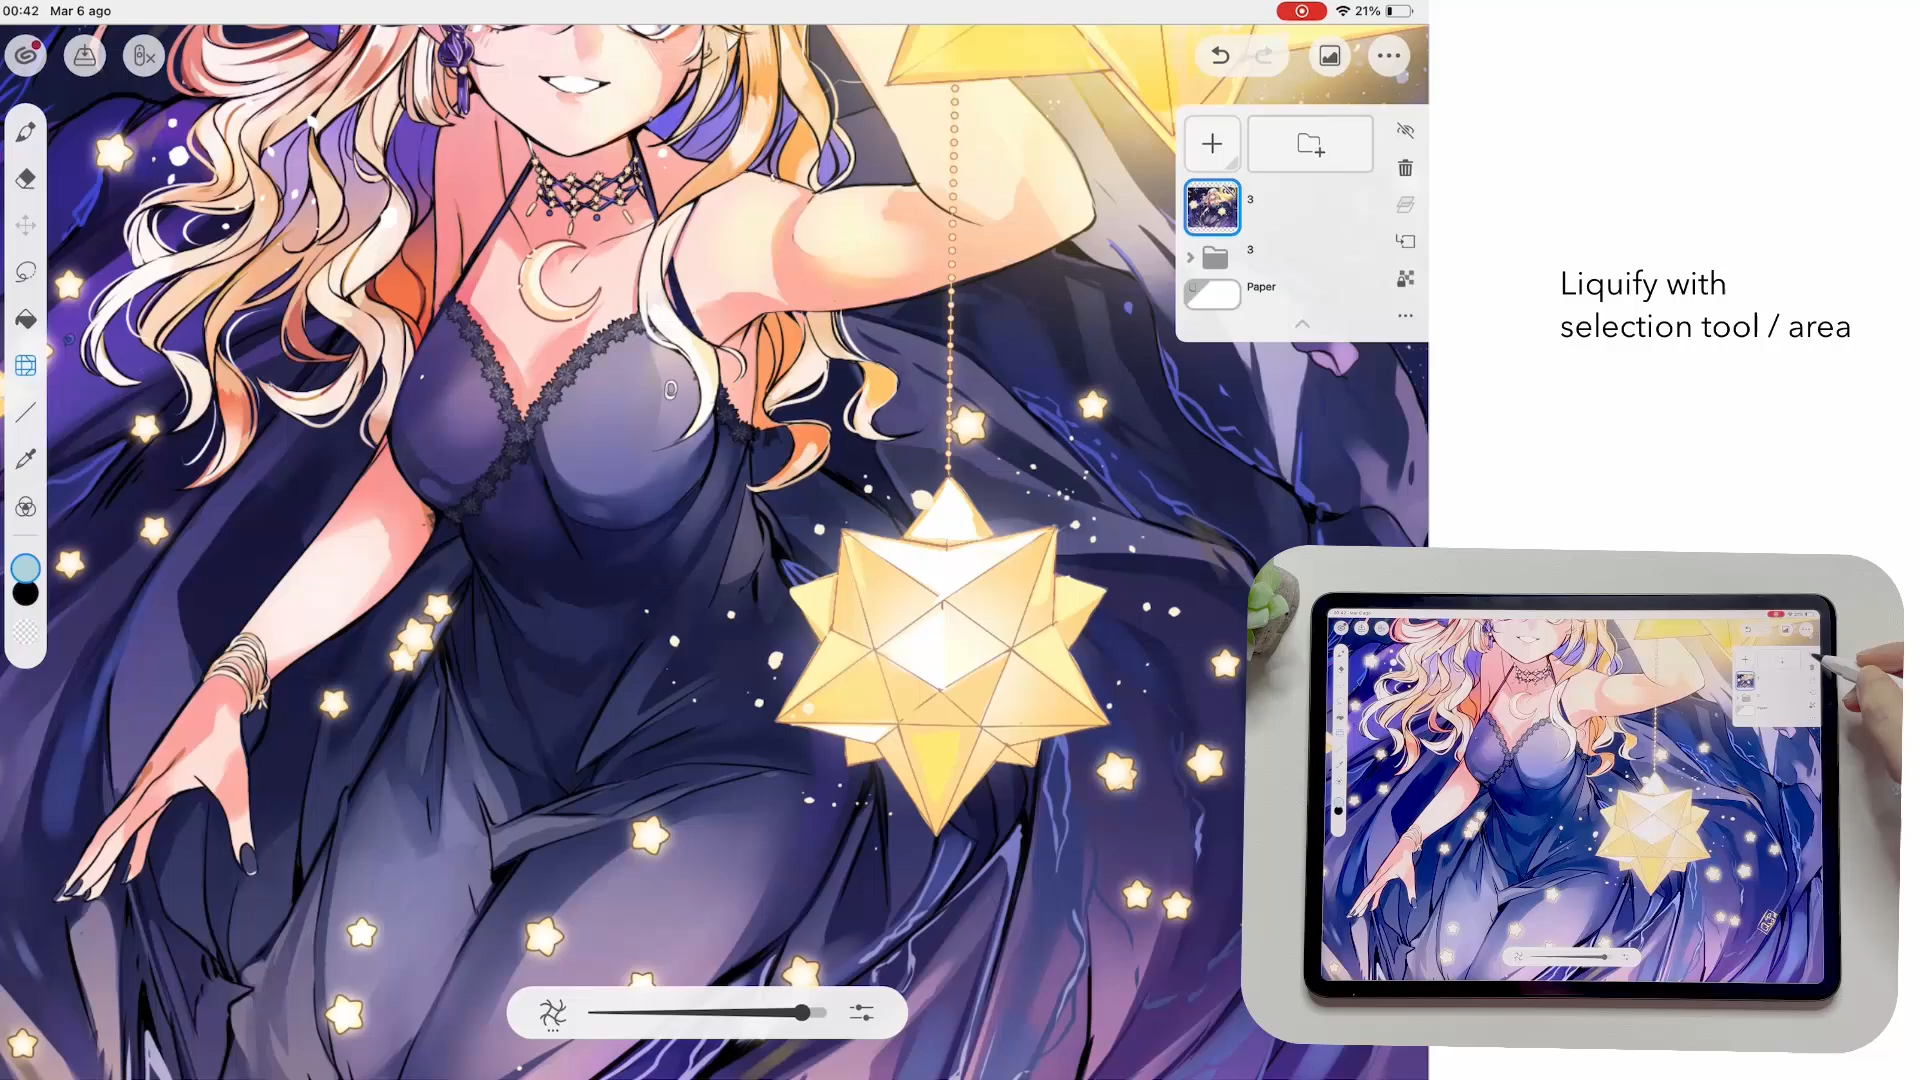 00:42 Mar 6 ago
21%
3
3
Paper
Liquify with
selection tool / area